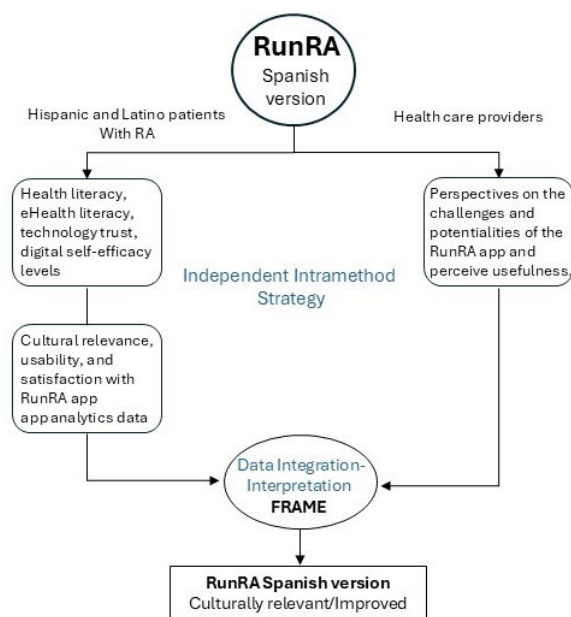 RunRA
Spanish
version
Hispanic and Latino patients
With RA
Health care providers
Health literacy,
eHealth literacy,
technology trust,
digital self-efficacy
levels
Perspectives on the
challenges and
potentialities of the
RunRA app and
perceive usefulness,
Independent Intramethod
Strategy
Cultural relevance,
usability, and
satisfaction with
RunRA app
app analytics data
Data Integration-
Interpretation
FRAME
RunRA Spanish version
Culturally relevant/Improved